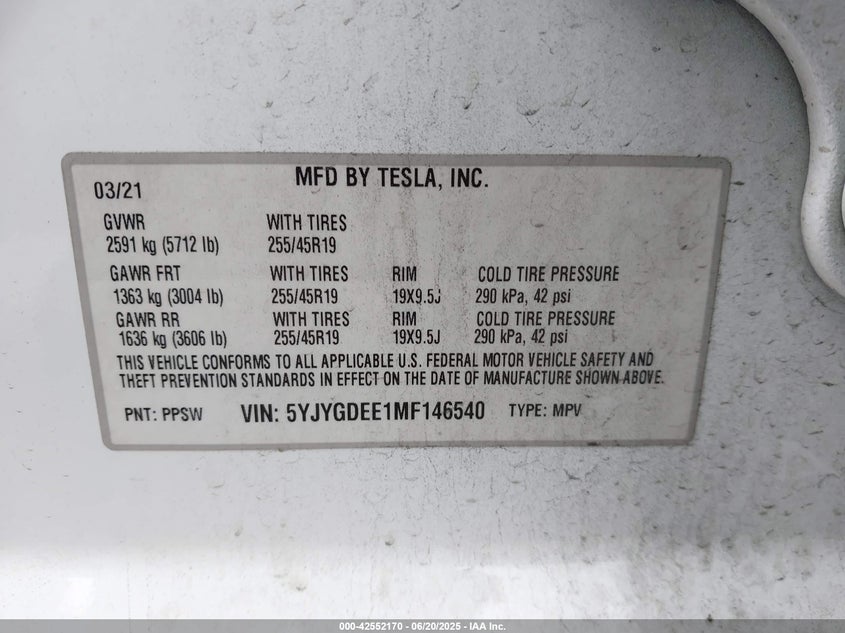 03/21 MFD BY TESLA, INC.
GVWR WITH TIRES
2591 kg (5712 lb) 255/45R19
GAWR FRT WITH TIRES RIM COLD TIRE PRESSURE
1363 kg (3004 lb) 255/45R19 19X9.5J 290 kPa, 42 psi
GAWR RR WITH TIRES RIM COLD TIRE PRESSURE
1636 kg (3606 lb) 255/45R19 19X9.5J 290 kPa, 42 psi
THIS VEHICLE CONFORMS TO ALL APPLICABLE U.S. FEDERAL MOTOR VEHICLE SAFETY AND
THEFT PREVENTION STANDARDS IN EFFECT ON THE DATE OF MANUFACTURE SHOWN ABOVE.
PNT: PPSW VIN: 5YJYGDEE1MF146540 TYPE: MPV
000-42552170 - 06/20/2025 - IAA Inc.